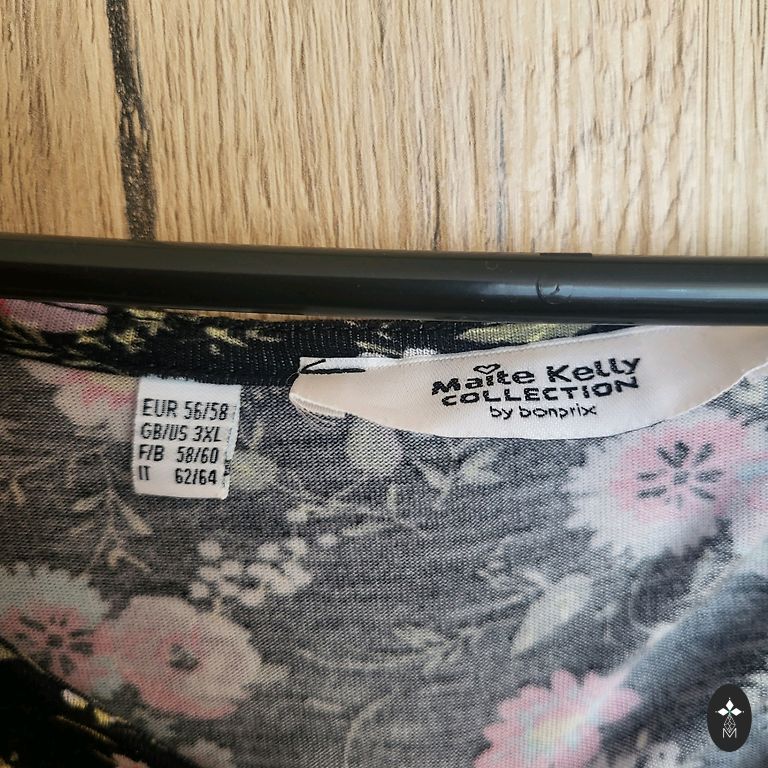 Maite Kelly
COLLECTION
by bonprix
EUR 56/58
GB/US 3XL
F/B 58/60
IT 62/64
M